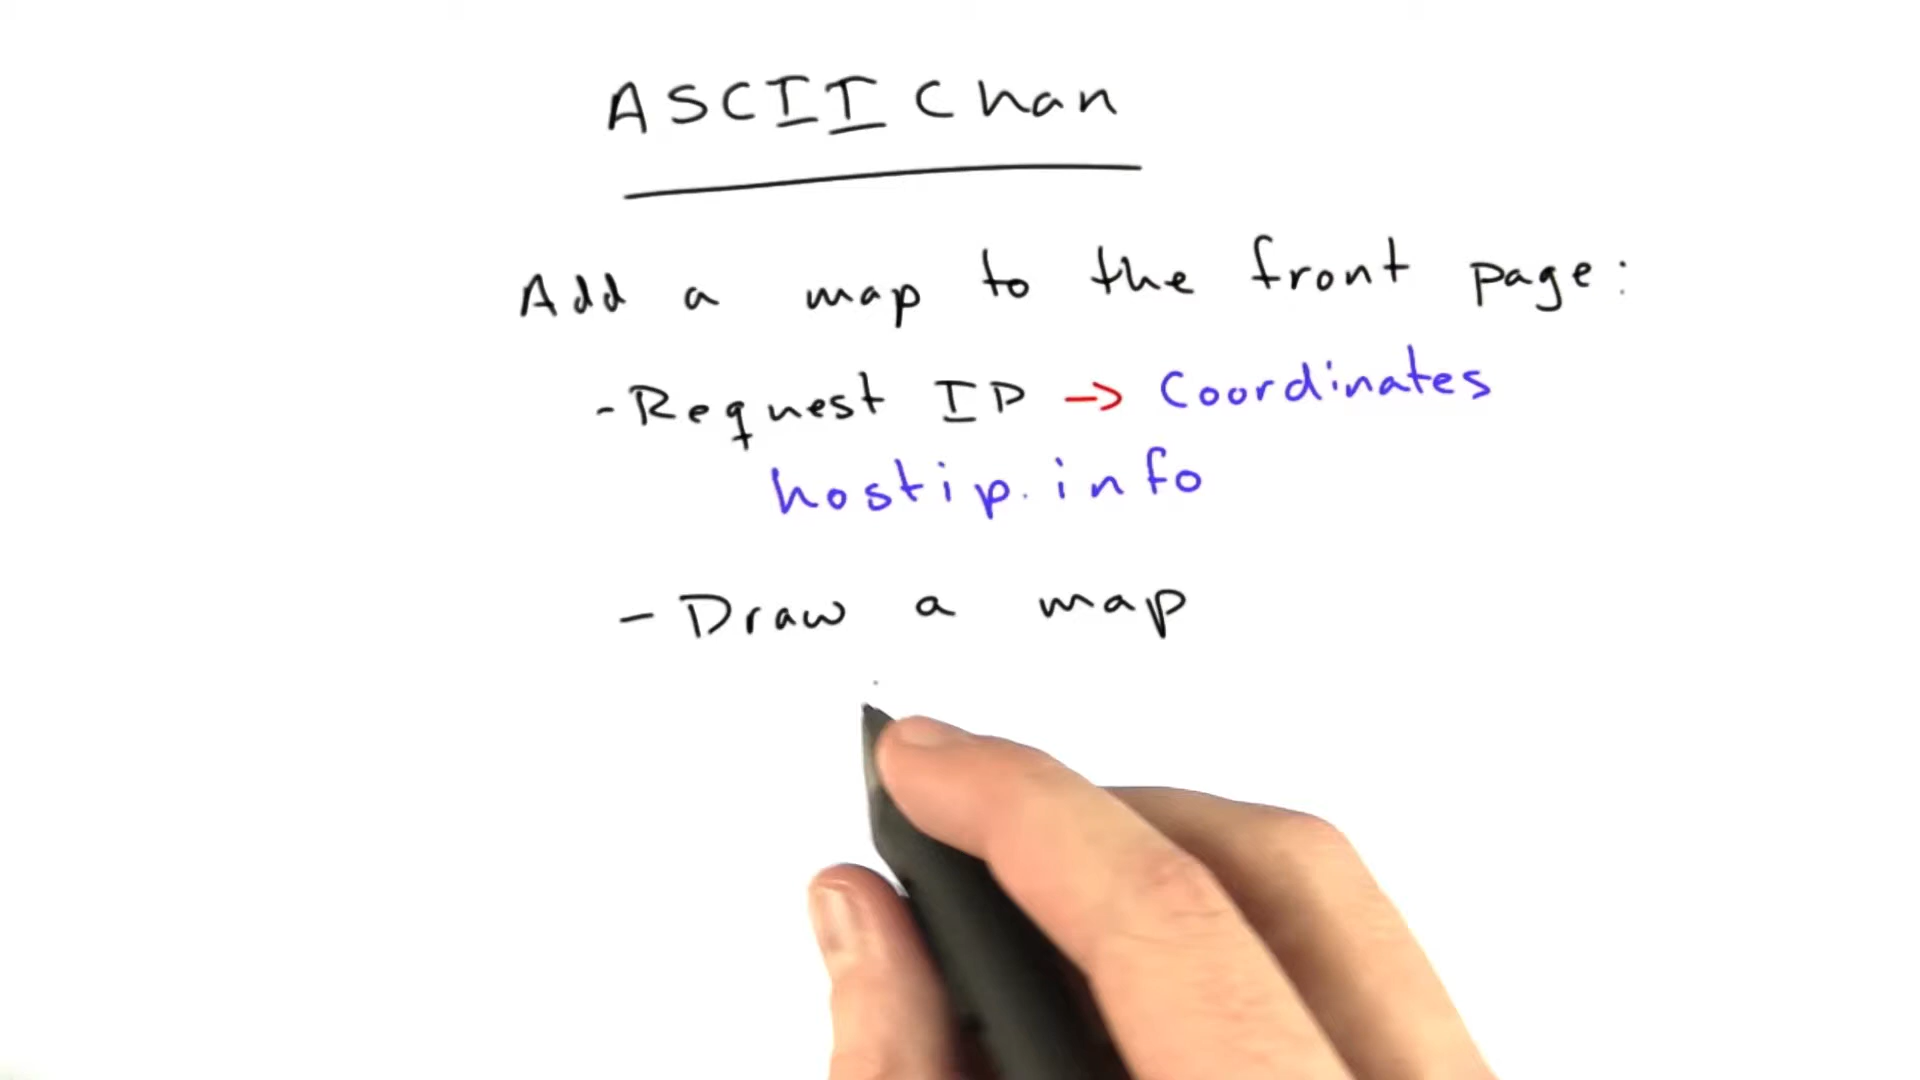 ASCII Chan
Add a map to the front page:
- Request IP → Coordinates
hostip.info
- Draw a map